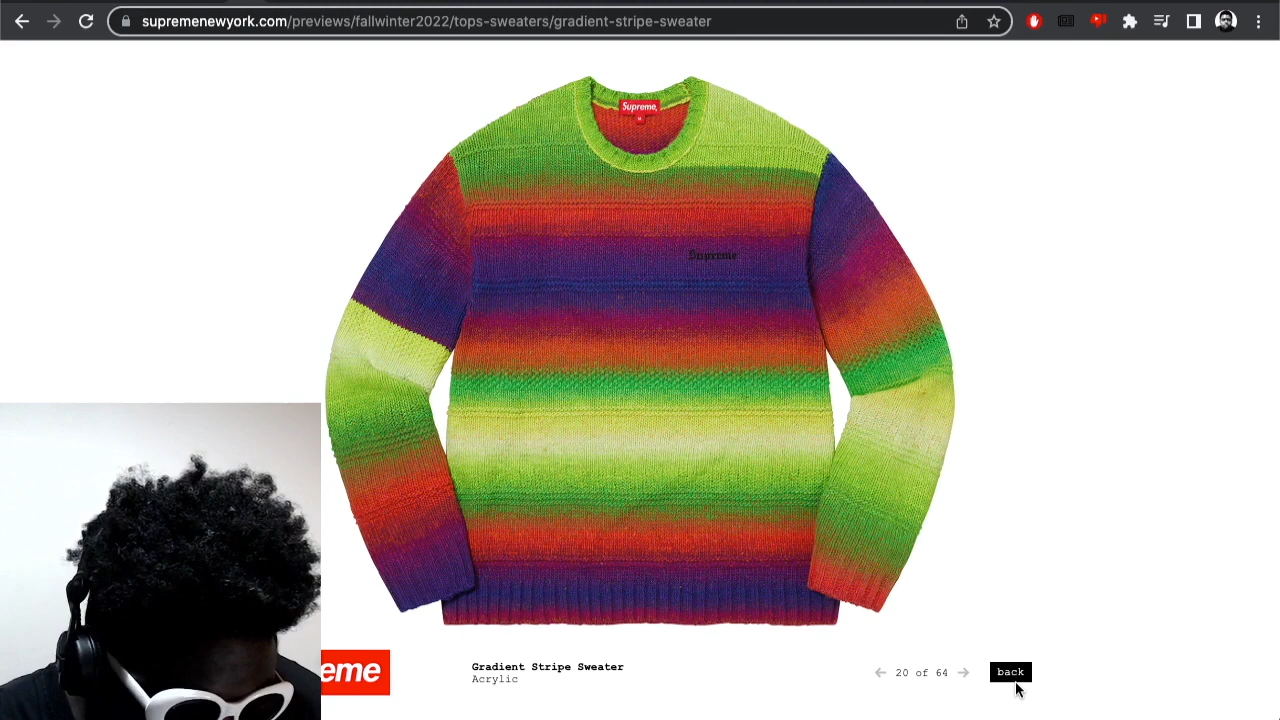 supremenewyork.com/previews/fallwinter2022/tops-sweaters/gradient-stripe-sweater
Supreme
M
Supreme
eme
Gradient Stripe Sweater
Acrylic
20 of 64
back